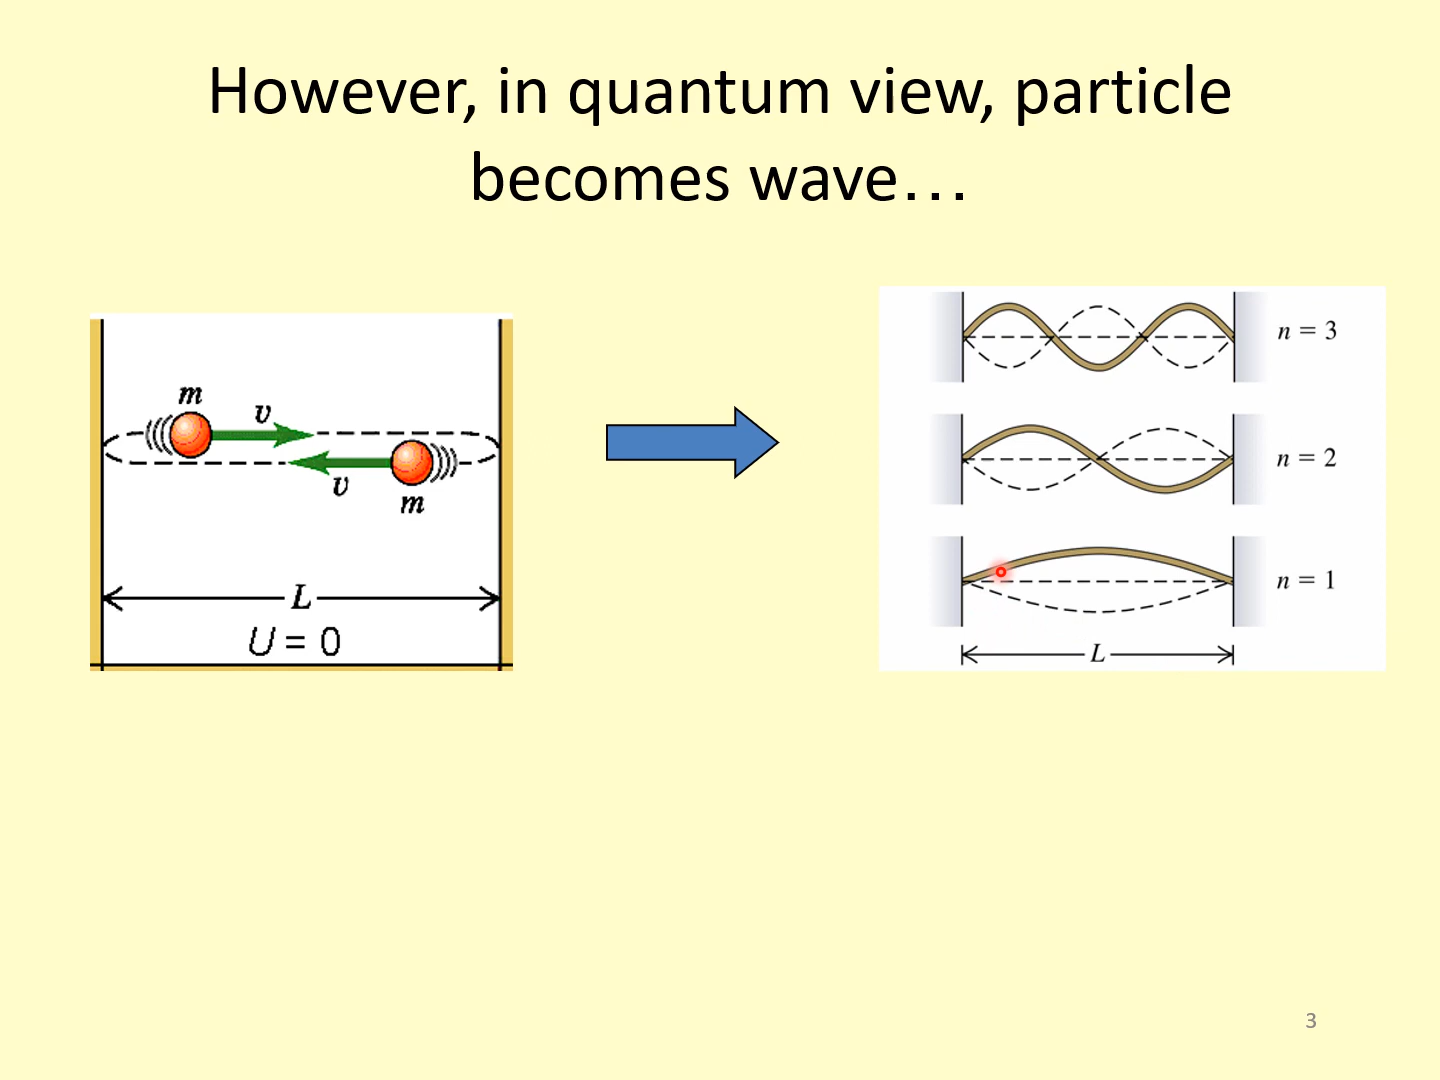 However, in quantum view, particle
becomes wave…
m
v
v
m
L
U = 0
n = 3
n = 2
n = 1
L
3